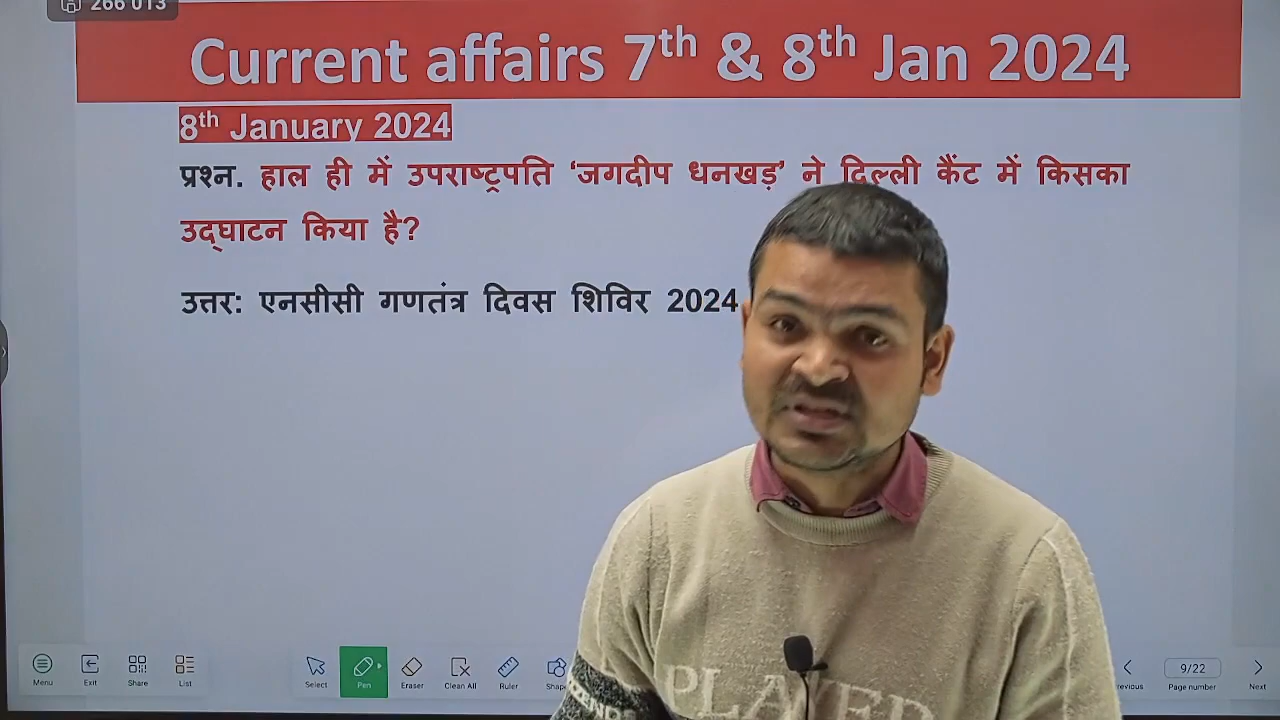 266 013
Current affairs 7th & 8th Jan 2024
8th January 2024
प्रश्न. हाल ही में उपराष्ट्रपति ‘जगदीप धनखड़’ ने दिल्ली कैंट में किसका
उद्घाटन किया है?
उत्तर: एनसीसी गणतंत्र दिवस शिविर 2024
PLAYER
Menu
Exit
Share
List
Select
Pen
Eraser
Clean All
Ruler
9/22
Page number
Next